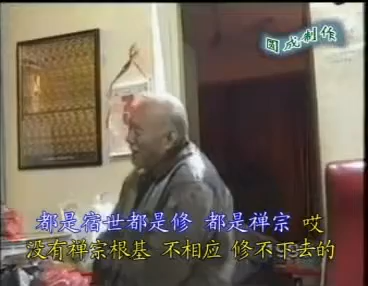 國成制作
都是宿世都是修 都是禅宗 哎
没有禅宗根基 不相应 修不下去的